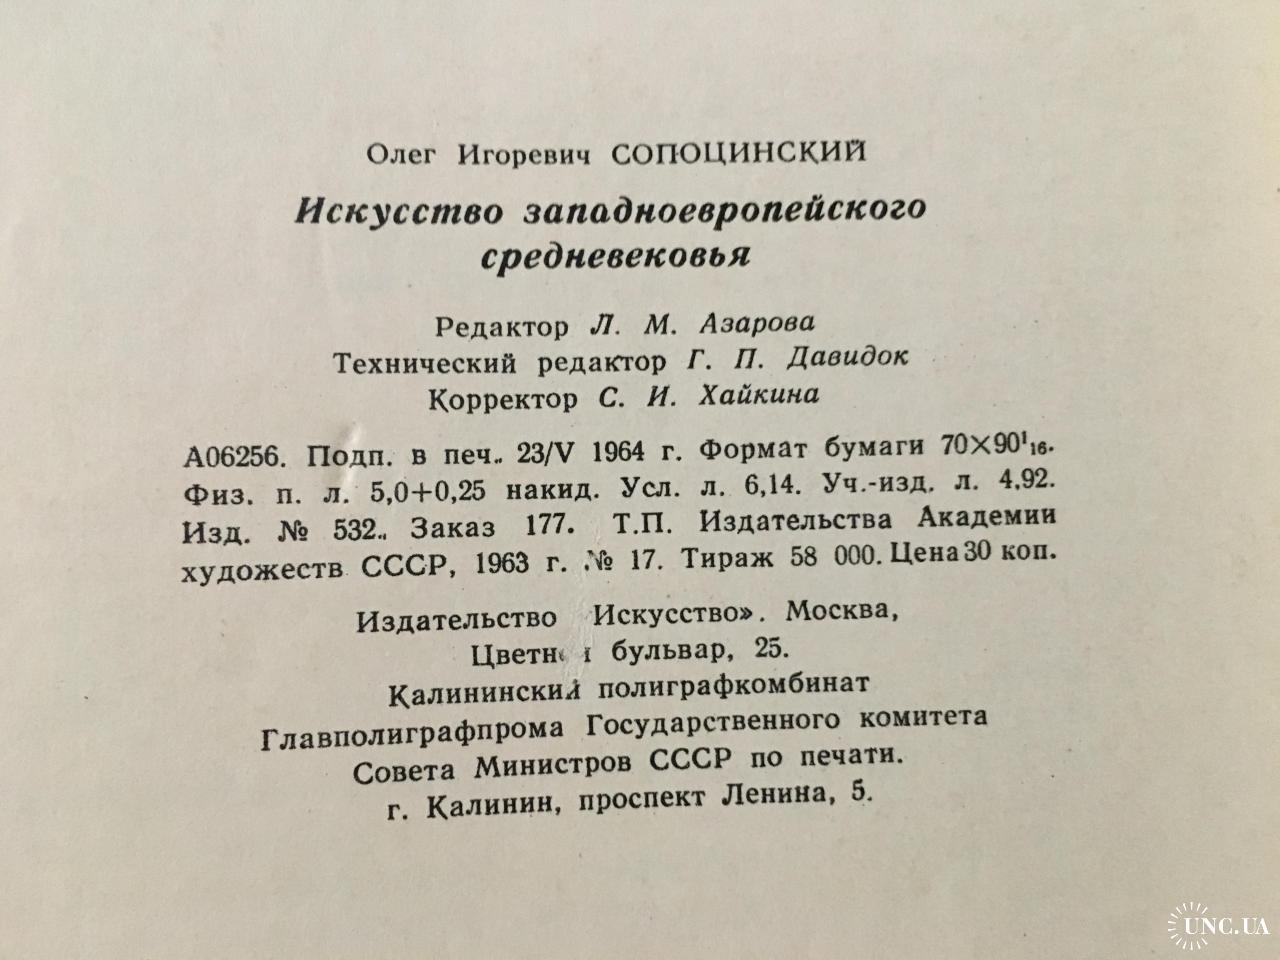 Олег Игоревич СОПОЦИНСКИЙ
Искусство западноевропейского
средневековья
Редактор Л. М. Азарова
Технический редактор Г. П. Давидок
Корректор С. И. Хайкина
А06256. Подп. в печ.. 23/V 1964 г. Формат бумаги 70×90¹₁₆.
Физ. п. л. 5,0+0,25 накид. Усл. л. 6,14. Уч.-изд. л. 4,92.
Изд. № 532.. Заказ 177. Т.П. Издательства Академии
художеств СССР, 1963 г. № 17. Тираж 58 000. Цена 30 коп.
Издательство Искусство». Москва,
бульвар, 25.
Калининский полиграфкомбинат
Главполиграфпрома Государственного комитета
Совета Министров СССР по печати.
г. Калинин, проспект Ленина, 5.
UNC.UA